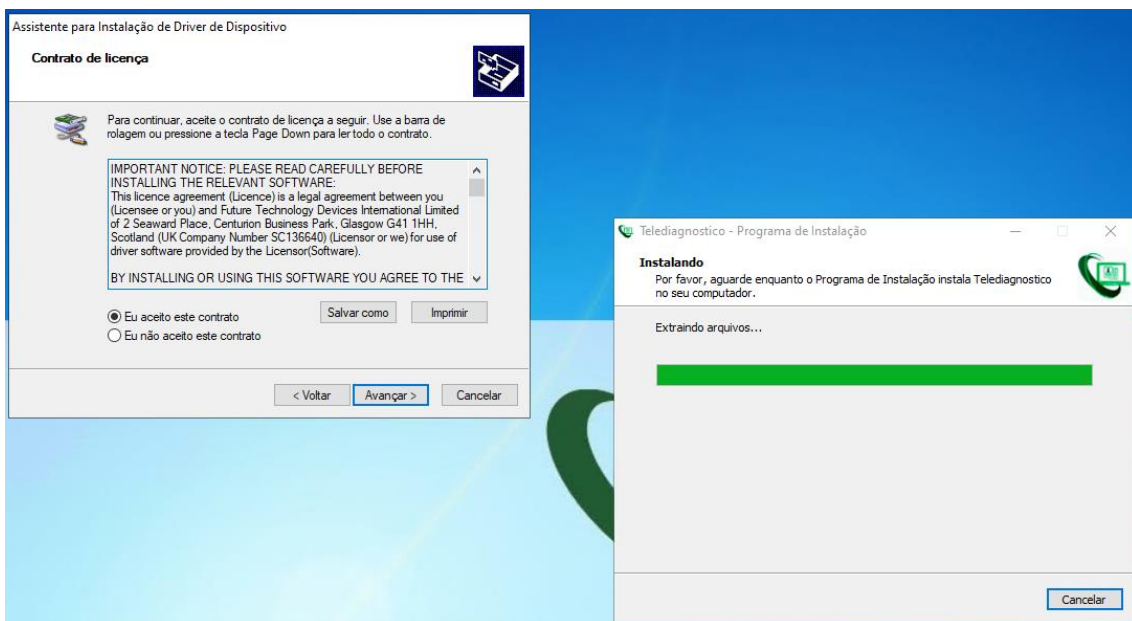 Assistente para Instalação de Driver de Dispositivo
Contrato de licença
Para continuar, aceite o contrato de licença a seguir. Use a barra de
rolagem ou pressione a tecla Page Down para ler todo o contrato.
IMPORTANT NOTICE: PLEASE READ CAREFULLY BEFORE
INSTALLING THE RELEVANT SOFTWARE:
This licence agreement (Licence) is a legal agreement between you
(Licensee or you) and Future Technology Devices International Limited
of 2 Seaward Place, Centurion Business Park, Glasgow G41 1HH,
Scotland (UK Company Number SC136640) (Licensor or we) for use of
driver software provided by the Licensor(Software).
BY INSTALLING OR USING THIS SOFTWARE YOU AGREE TO THE
Eu aceito este contrato
Salvar como
Imprimir
Eu não aceito este contrato
< Voltar
Avançar >
Cancelar
Telediagnostico - Programa de Instalação
Instalando
Por favor, aguarde enquanto o Programa de Instalação instala Telediagnostico
no seu computador.
Extraindo arquivos...
Cancelar